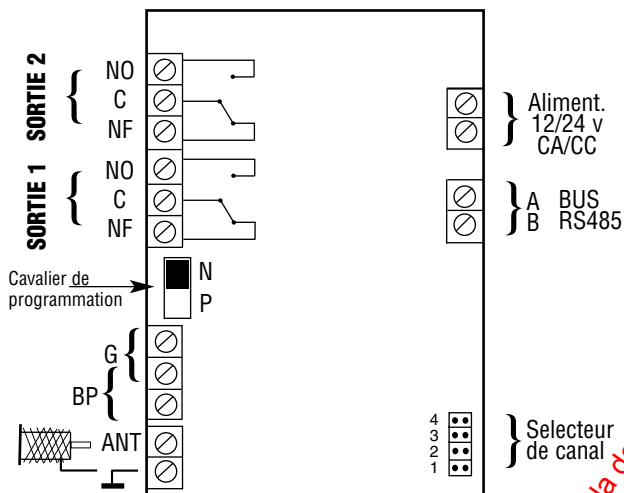 SORTIE 2
NO
C
NF
SORTIE 1
NO
C
NF
Aliment.
12/24 v
CA/CC
A BUS
B RS485
Cavalier de
programmation
N
P
G
BP
ANT
4
3
2
1
Selecteur
de canal